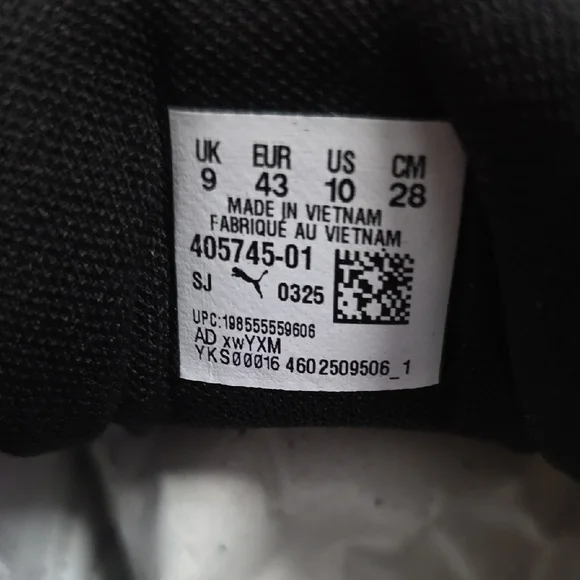 UK EUR US CM
9 43 10 28
MADE IN VIETNAM
FABRIQUÉ AU VIETNAM
405745-01
SJ 0325
UPC:198555559606
AD xwYXM
YKS00016 4602509506_1